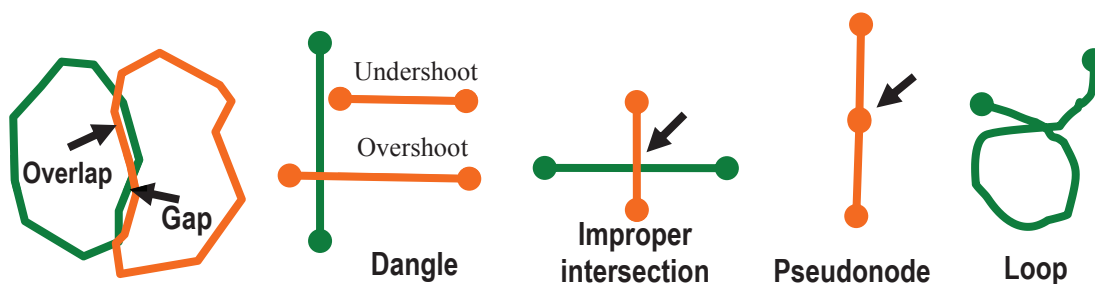 Overlap
Gap
Undershoot
Overshoot
Dangle
Improper
intersection
Pseudonode
Loop